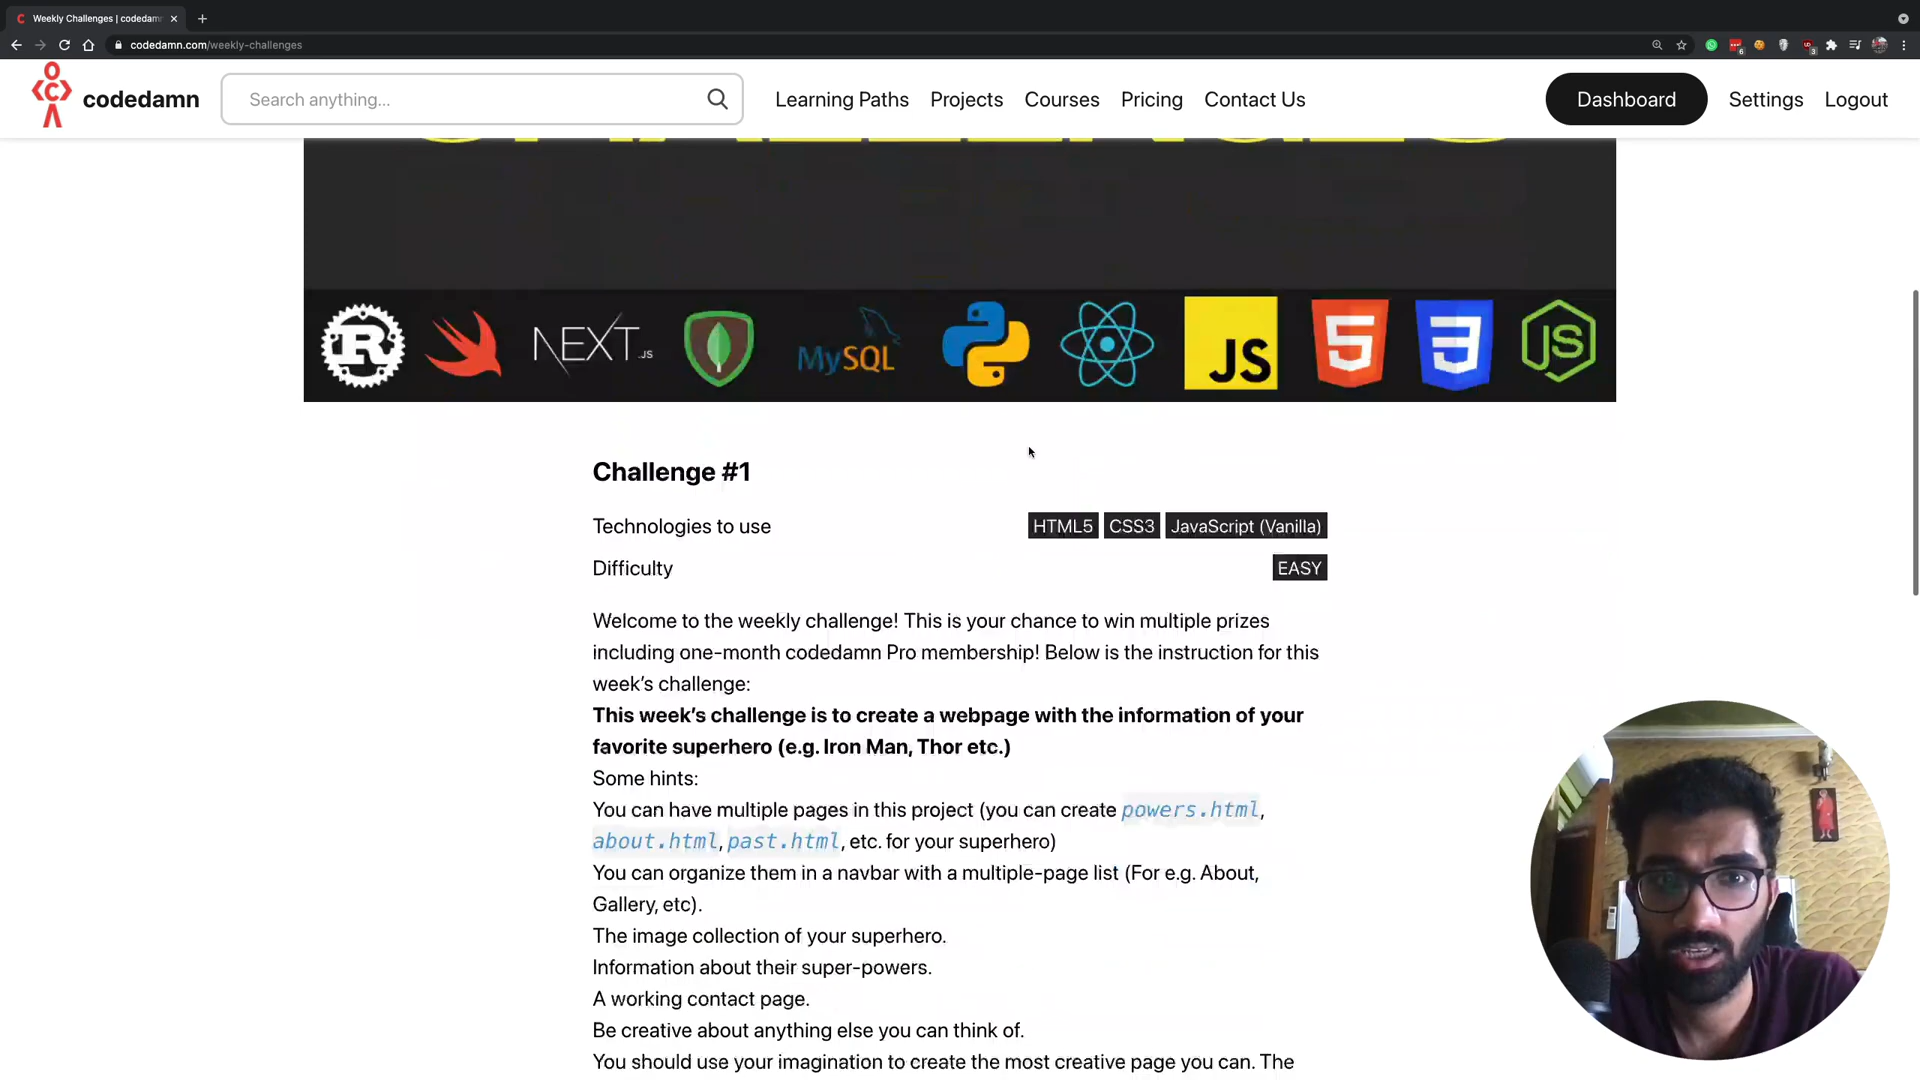 Weekly Challenges | codedam
codedamn.com/weekly-challenges
codedamn
Search anything...
Learning Paths
Projects
Courses
Pricing
Contact Us
Dashboard
Settings
Logout
NEXT.JS
MySQL
JS
5
3
JS
Challenge #1
Technologies to use
HTML5 CSS3 JavaScript (Vanilla)
Difficulty
EASY
Welcome to the weekly challenge! This is your chance to win multiple prizes
including one-month codedamn Pro membership! Below is the instruction for this
week’s challenge:
This week’s challenge is to create a webpage with the information of your
favorite superhero (e.g. Iron Man, Thor etc.)
Some hints:
You can have multiple pages in this project (you can create powers.html,
about.html, past.html, etc. for your superhero)
You can organize them in a navbar with a multiple-page list (For e.g. About,
Gallery, etc).
The image collection of your superhero.
Information about their super-powers.
A working contact page.
Be creative about anything else you can think of.
You should use your imagination to create the most creative page you can. The